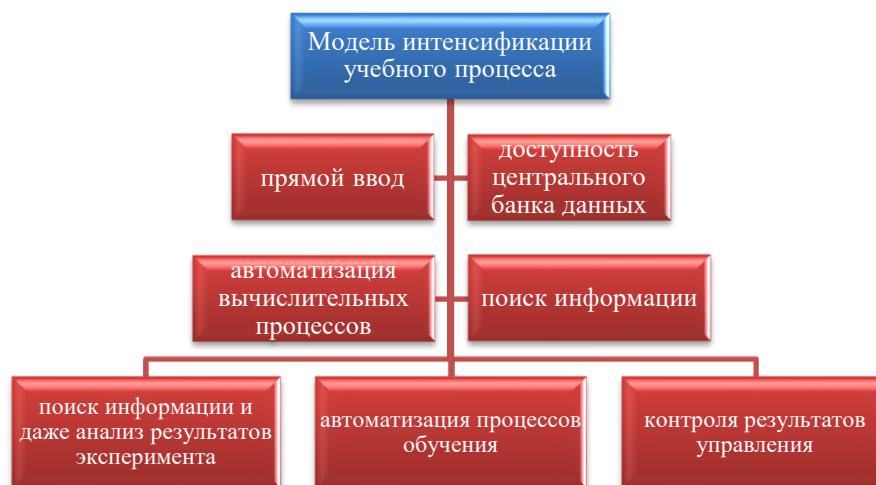 Модель интенсификации
учебного процесса
прямой ввод
доступность
центрального
банка данных
автоматизация
вычислительных
процессов
поиск информации
поиск информации и
даже анализ результатов
эксперимента
автоматизация процессов
обучения
контроля результатов
управления